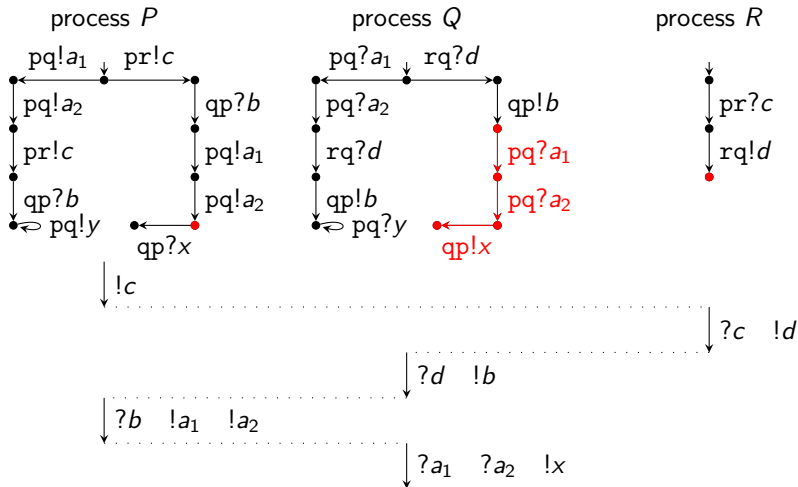 process P process Q process R
pq!a₁ pr!c pq?a₁ rq?d
pq!a₂ qp?b pq?a₂ qp!b pr?c
pr!c pq!a₁ rq?d pq?a₁ rq!d
qp?b pq!a₂ qp!b pq?a₂
pq!y pq?y
qp?x qp!x
!c
?c !d
?d !b
?b !a₁ !a₂
?a₁ ?a₂ !x